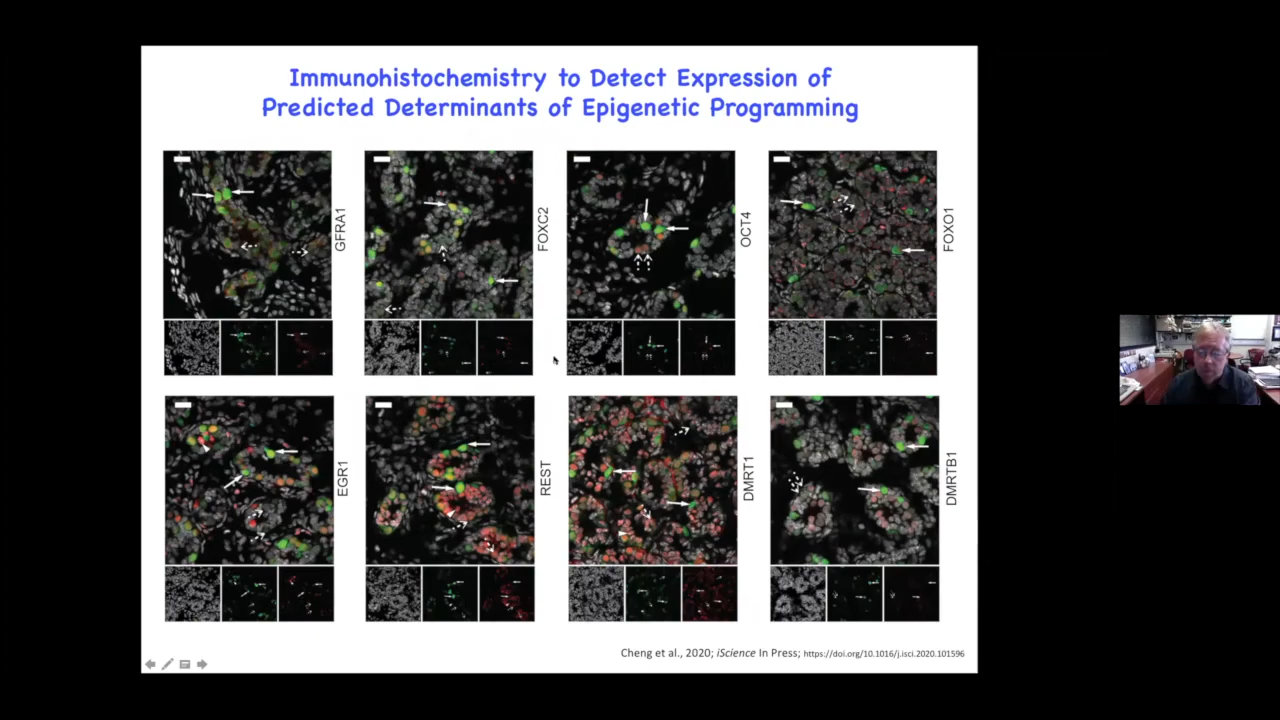 Immunohistochemistry to Detect Expression of
Predicted Determinants of Epigenetic Programming
GFRA1
FOXC2
OCT4
FOXO1
EGR1
REST
DMRT1
DMRTB1
Cheng et al., 2020; iScience In Press; https://doi.org/10.1016/j.isci.2020.101596